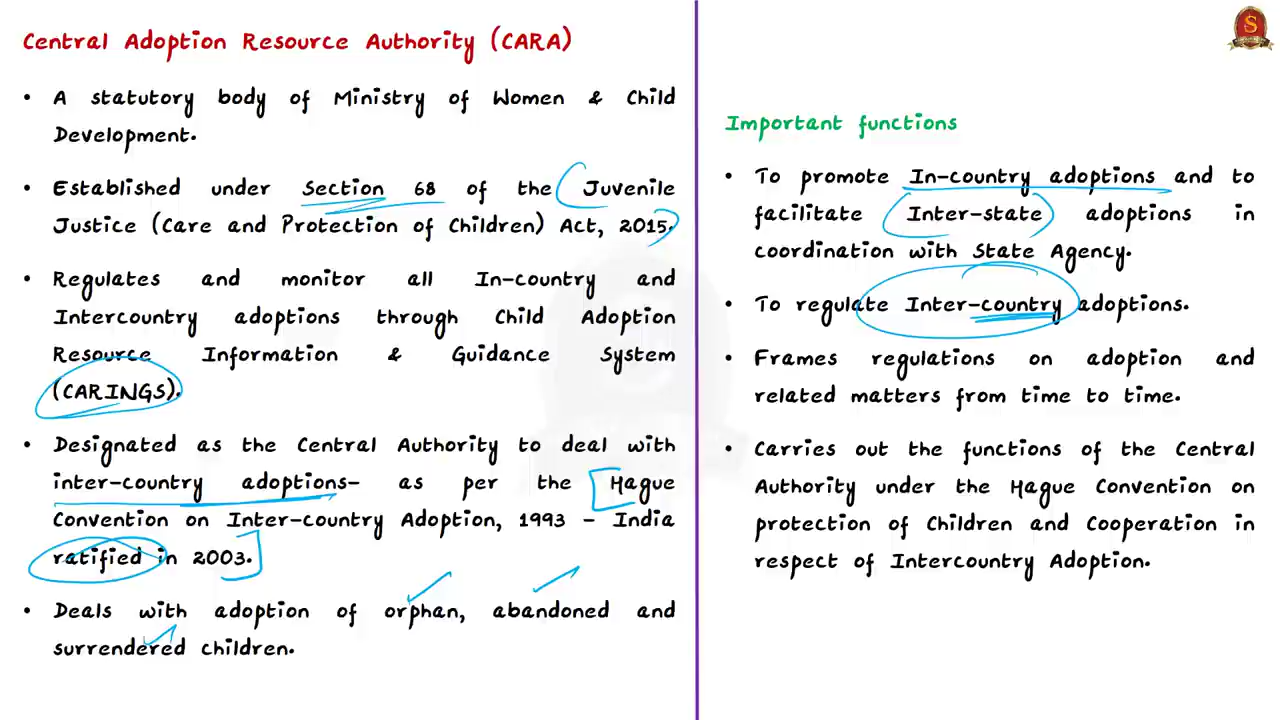 Central Adoption Resource Authority (CARA)
• A statutory body of Ministry of Women & Child
Development.
• Established under Section 68 of the Juvenile
Justice (Care and Protection of Children) Act, 2015.
• Regulates and monitor all In-country and
Intercountry adoptions through Child Adoption
Resource Information & Guidance System
(CARINGS).
• Designated as the Central Authority to deal with
inter-country adoptions- as per the Hague
Convention on Inter-country Adoption, 1993 - India
ratified in 2003.
• Deals with adoption of orphan, abandoned and
surrendered children.
Important functions
• To promote In-country adoptions and to
facilitate Inter-state adoptions in
coordination with State Agency.
• To regulate Inter-country adoptions.
• Frames regulations on adoption and
related matters from time to time.
• Carries out the functions of the Central
Authority under the Hague Convention on
protection of Children and Cooperation in
respect of Intercountry Adoption.